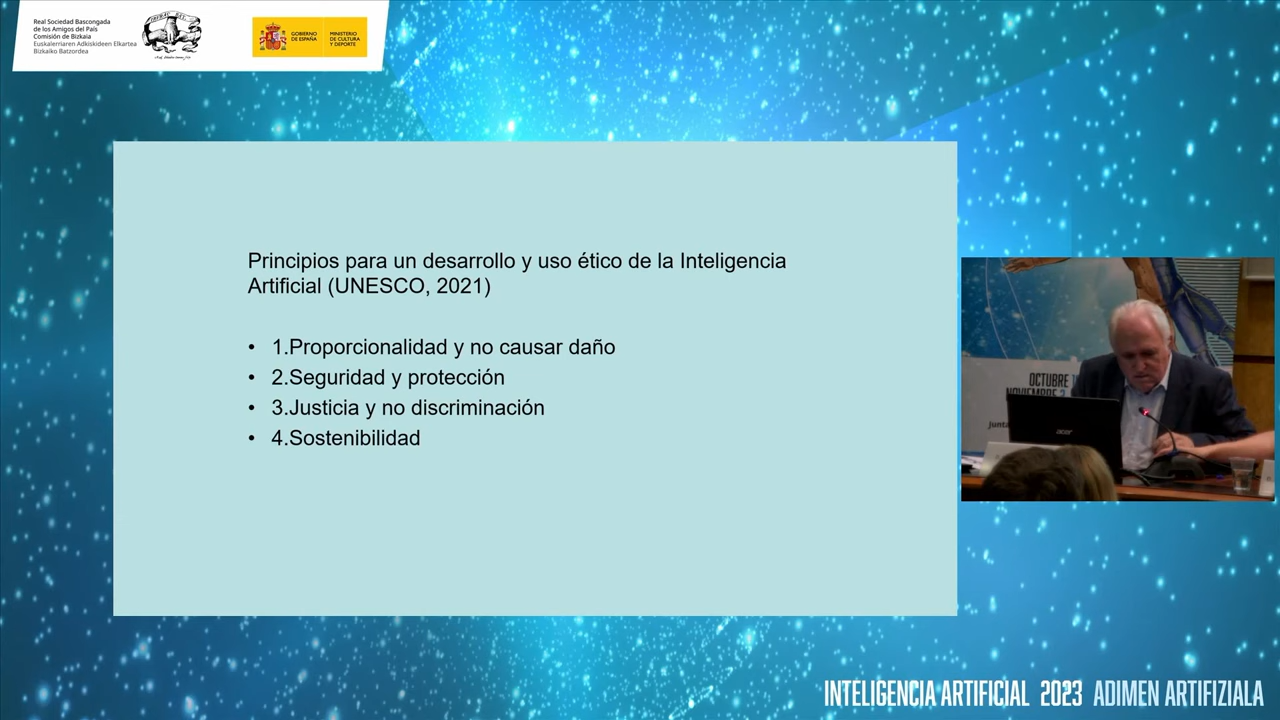 Real Sociedad Bascongada
de los Amigos del País
Comisión de Bizkaia
Euskalerriaren Adkiskideen Elkartea
Bizkaiko Batzordea
GOBIERNO
DE ESPAÑA
MINISTERIO
DE CULTURA
Y DEPORTE
Principios para un desarrollo y uso ético de la Inteligencia
Artificial (UNESCO, 2021)
• 1.Proporcionalidad y no causar daño
• 2.Seguridad y protección
• 3.Justicia y no discriminación
• 4.Sostenibilidad
OCTUBRE
NOVIEMBRE
acer
INTELIGENCIA ARTIFICIAL 2023 ADIMEN ARTIFIZIALA